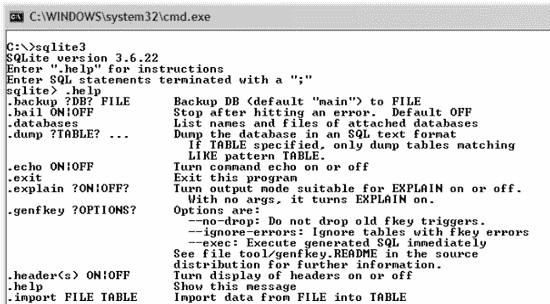 C:\WINDOWS\system32\cmd.exe
C:\>sqlite3
SQLite version 3.6.22
Enter ".help" for instructions
Enter SQL statements terminated with a ";"
sqlite> .help
.backup ?DB? FILE      Backup DB (default "main") to FILE
.bail ON|OFF           Stop after hitting an error.  Default OFF
.databases             List names and files of attached databases
.dump ?TABLE? ...      Dump the database in an SQL text format
                         If TABLE specified, only dump tables matching
                         LIKE pattern TABLE.
.echo ON|OFF           Turn command echo on or off
.exit                  Exit this program
.explain ?ON|OFF?      Turn output mode suitable for EXPLAIN on or off.
                         With no args, it turns EXPLAIN on.
.genfkey ?OPTIONS?     Options are:
                         --no-drop: Do not drop old fkey triggers.
                         --ignore-errors: Ignore tables with fkey errors
                         --exec: Execute generated SQL immediately
                       See file tool/genfkey.README in the source
                       distribution for further information.
.header(s) ON|OFF      Turn display of headers on or off
.help                  Show this message
.import FILE TABLE     Import data from FILE into TABLE